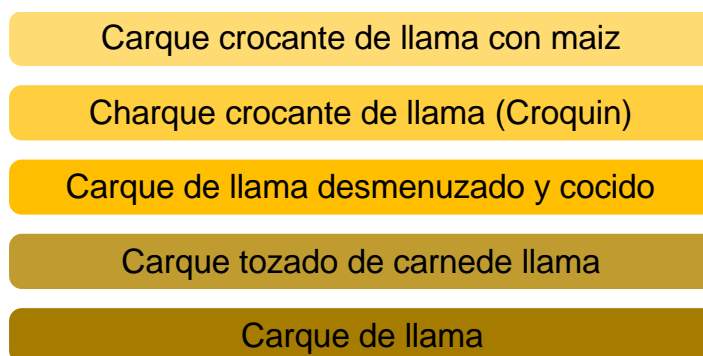 Carque crocante de llama con maiz
Charque crocante de llama (Croquin)
Carque de llama desmenuzado y cocido
Carque tozado de carnede llama
Carque de llama